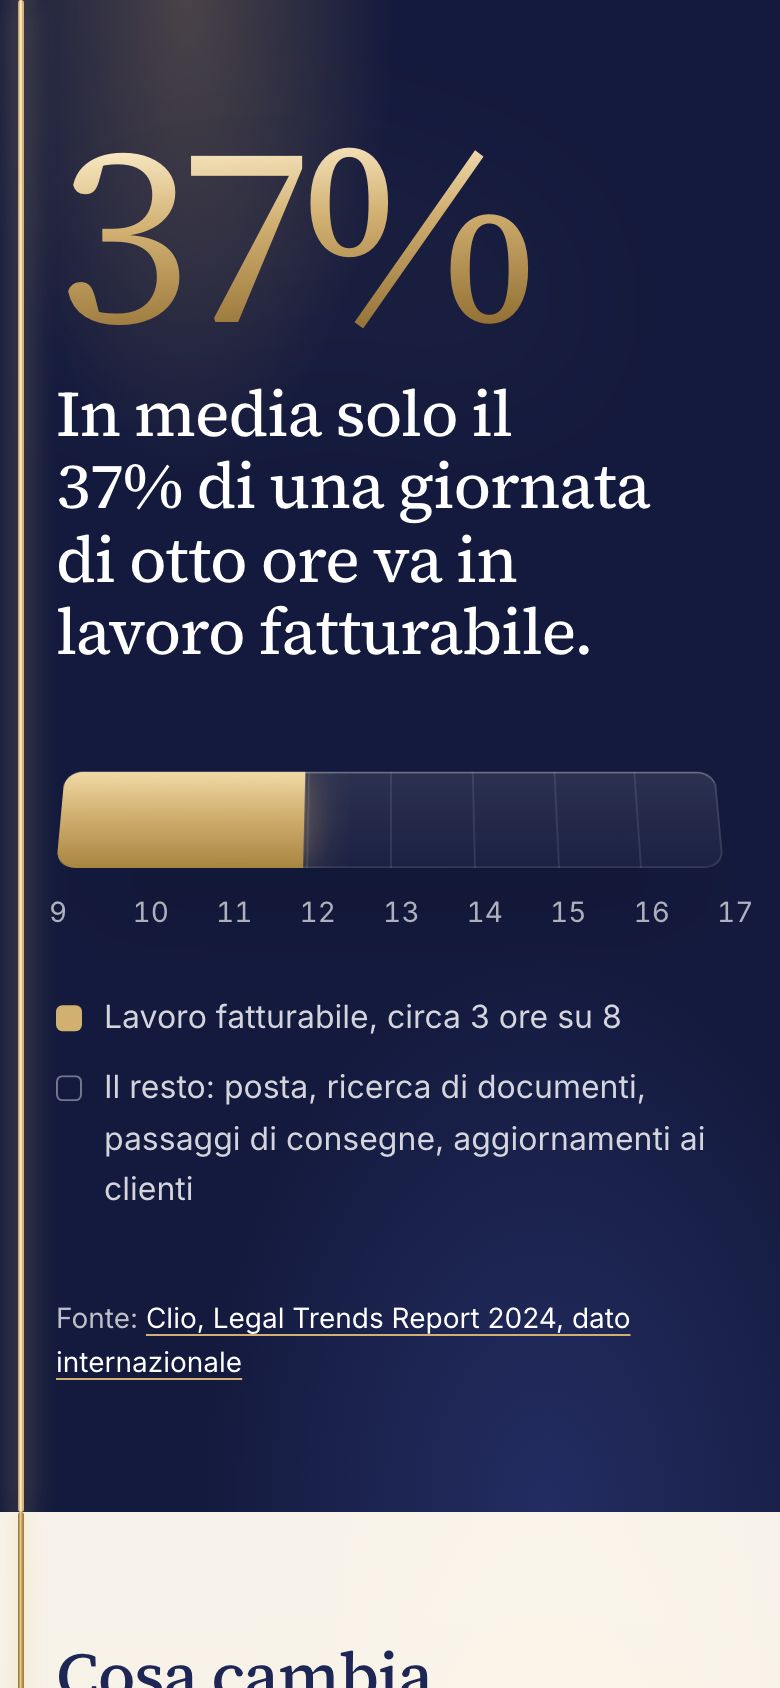 37%
In media solo il
37% di una giornata
di otto ore va in
lavoro fatturabile.
9 10 11 12 13 14 15 16 17
Lavoro fatturabile, circa 3 ore su 8
Il resto: posta, ricerca di documenti,
passaggi di consegne, aggiornamenti ai
clienti
Fonte: Clio, Legal Trends Report 2024, dato
internazionale
Cosa cambia